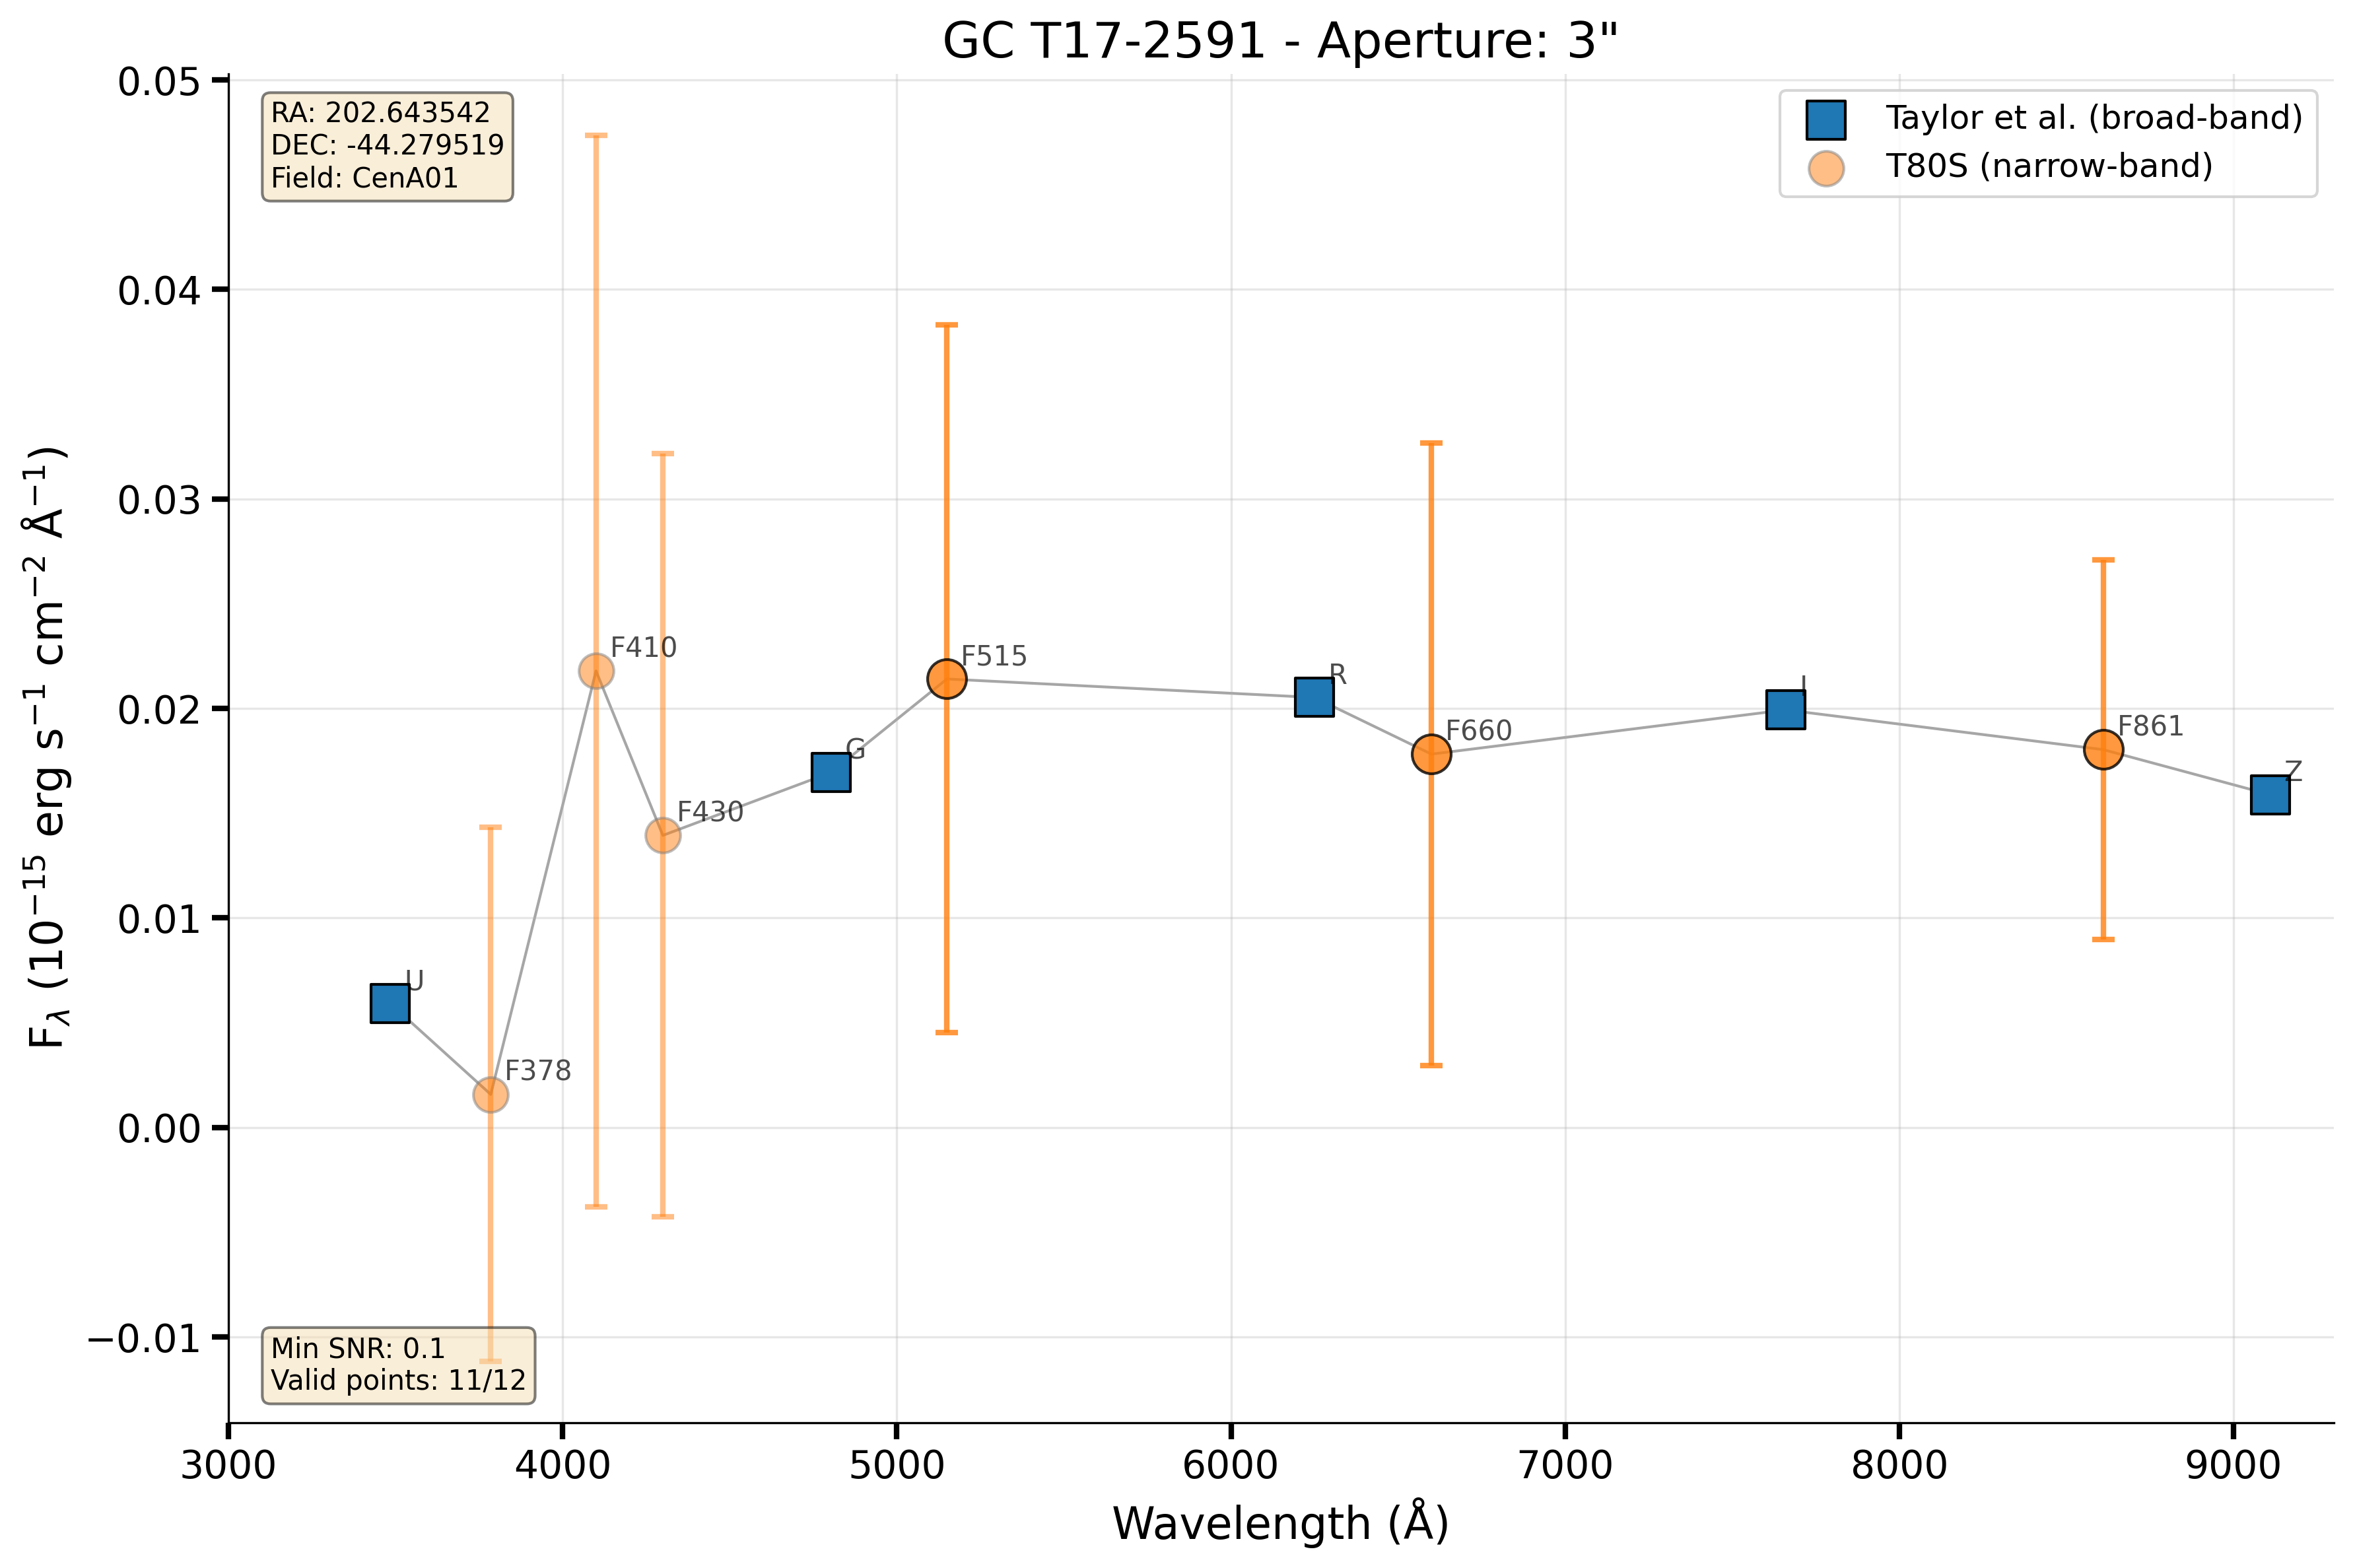 GC T17-2591 - Aperture: 3"
RA: 202.643542
DEC: -44.279519
Field: CenA01
Taylor et al. (broad-band)
T80S (narrow-band)
0.05
0.04
0.03
0.02
0.01
0.00
−0.01
F_λ (10⁻¹⁵ erg s⁻¹ cm⁻² Å⁻¹)
U
F378
F410
F430
G
F515
R
F660
I
F861
Z
Min SNR: 0.1
Valid points: 11/12
3000 4000 5000 6000 7000 8000 9000
Wavelength (Å)